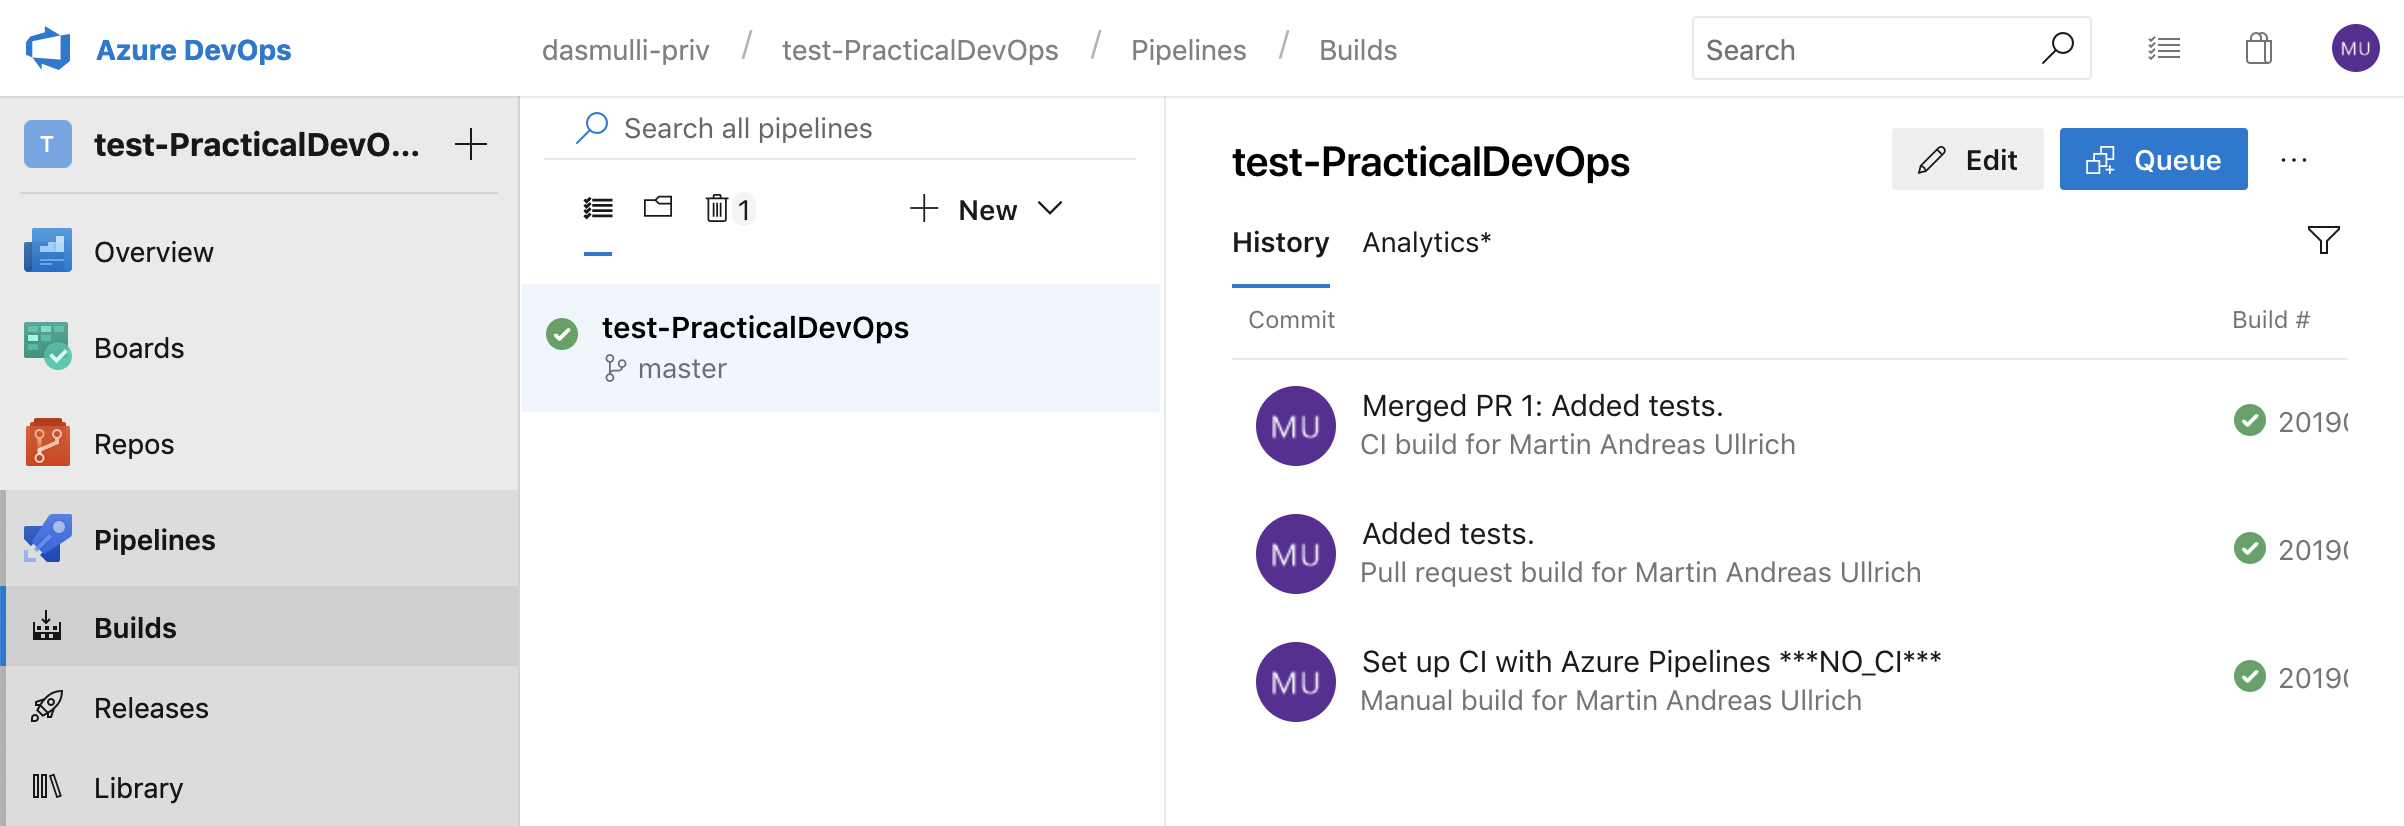 Azure DevOps
dasmulli-priv / test-PracticalDevOps / Pipelines / Builds
Search
MU
T test-PracticalDevO...
Overview
Boards
Repos
Pipelines
Builds
Releases
Library
Search all pipelines
1
New
test-PracticalDevOps
master
test-PracticalDevOps
Edit
Queue
...
History Analytics*
Commit Build #
MU
Merged PR 1: Added tests.
CI build for Martin Andreas Ullrich
2019
MU
Added tests.
Pull request build for Martin Andreas Ullrich
2019
MU
Set up CI with Azure Pipelines ***NO_CI***
Manual build for Martin Andreas Ullrich
2019